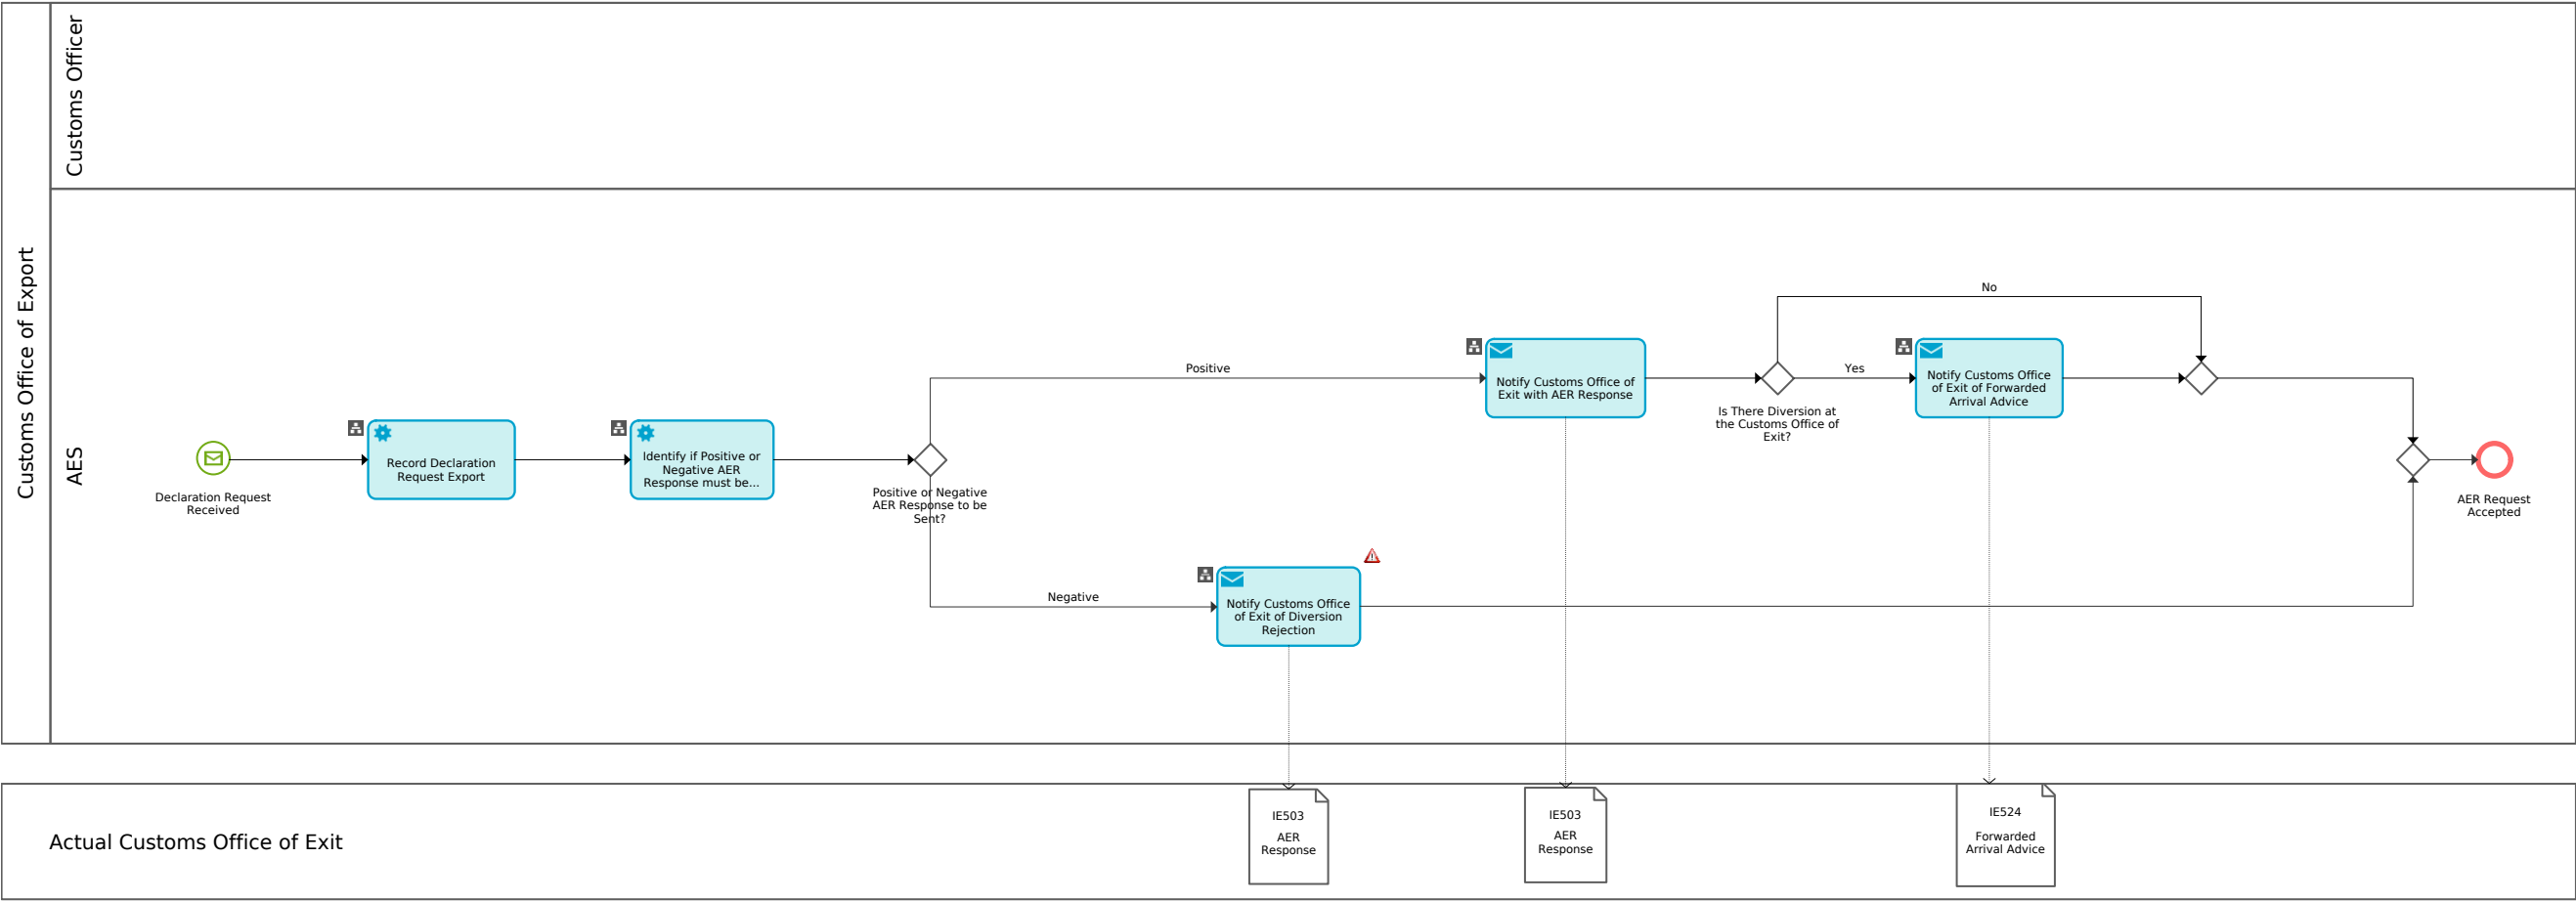 Customs Office of Export
Customs Officer
AES
Declaration Request
Received
Record Declaration
Request Export
Identify if Positive or
Negative AER
Response must be...
Positive or Negative
AER Response to be
Sent?
Positive
Negative
Notify Customs Office
of Exit of Diversion
Rejection
Notify Customs Office of
Exit with AER Response
Is There Diversion at
the Customs Office of
Exit?
No
Yes
Notify Customs Office
of Exit of Forwarded
Arrival Advice
AER Request
Accepted
Actual Customs Office of Exit
IE503
AER
Response
IE503
AER
Response
IE524
Forwarded
Arrival Advice